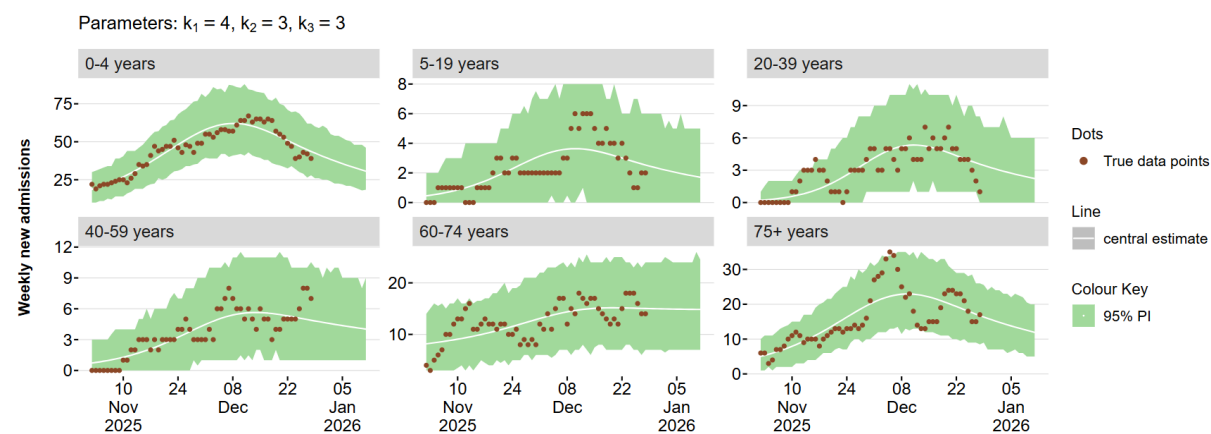 Parameters: k₁ = 4, k₂ = 3, k₃ = 3
0-4 years
5-19 years
20-39 years
75
50
25
8
6
4
2
0
9
6
3
0
40-59 years
60-74 years
75+ years
12
9
6
3
0
20
10
30
20
10
0
10 24 08 22 05
Nov Dec Jan
2025 2026
10 24 08 22 05
Nov Dec Jan
2025 2026
10 24 08 22 05
Nov Dec Jan
2025 2026
Weekly new admissions
Dots
True data points
Line
central estimate
Colour Key
95% PI